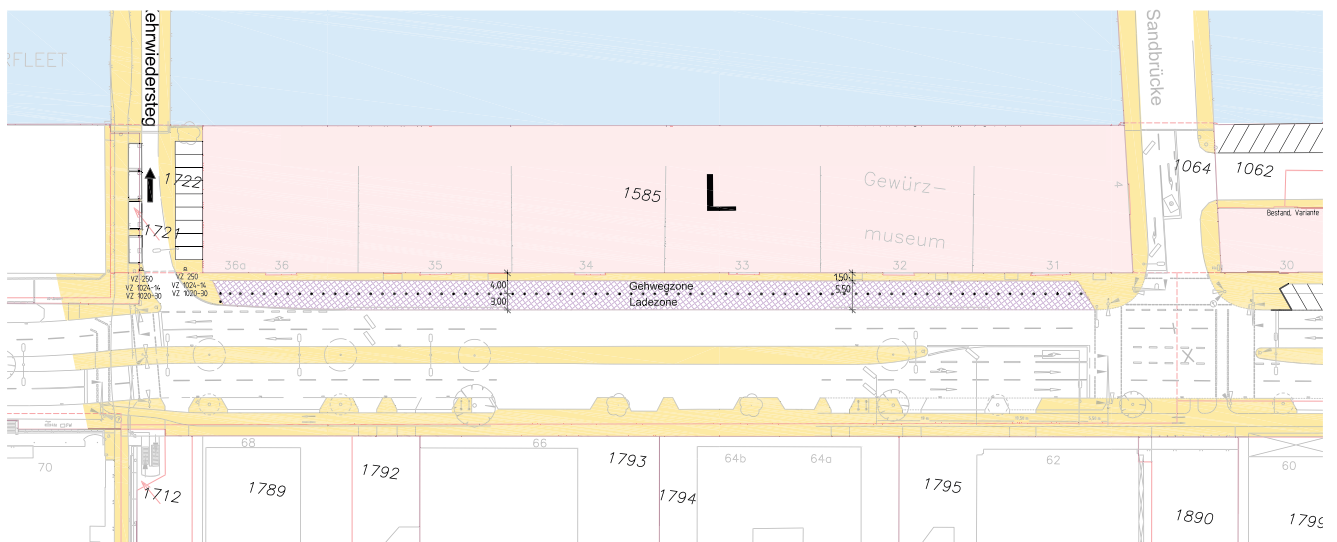 RFLEET
Kehrwiedersteg
Sandbrücke
1722
1721
1585
L
Gewürz-
museum
4
1064
1062
Bestand, Variante
36a
36
35
34
33
32
31
30
VZ 250
VZ 1024-14
VZ 1020-30
VZ 250
VZ 1024-14
VZ 1020-30
4,00
3,00
Gehwegzone
Ladezone
1,50
5,50
70
68
66
64b
64a
62
60
1712
1789
1792
1793
1794
1795
1890
1799